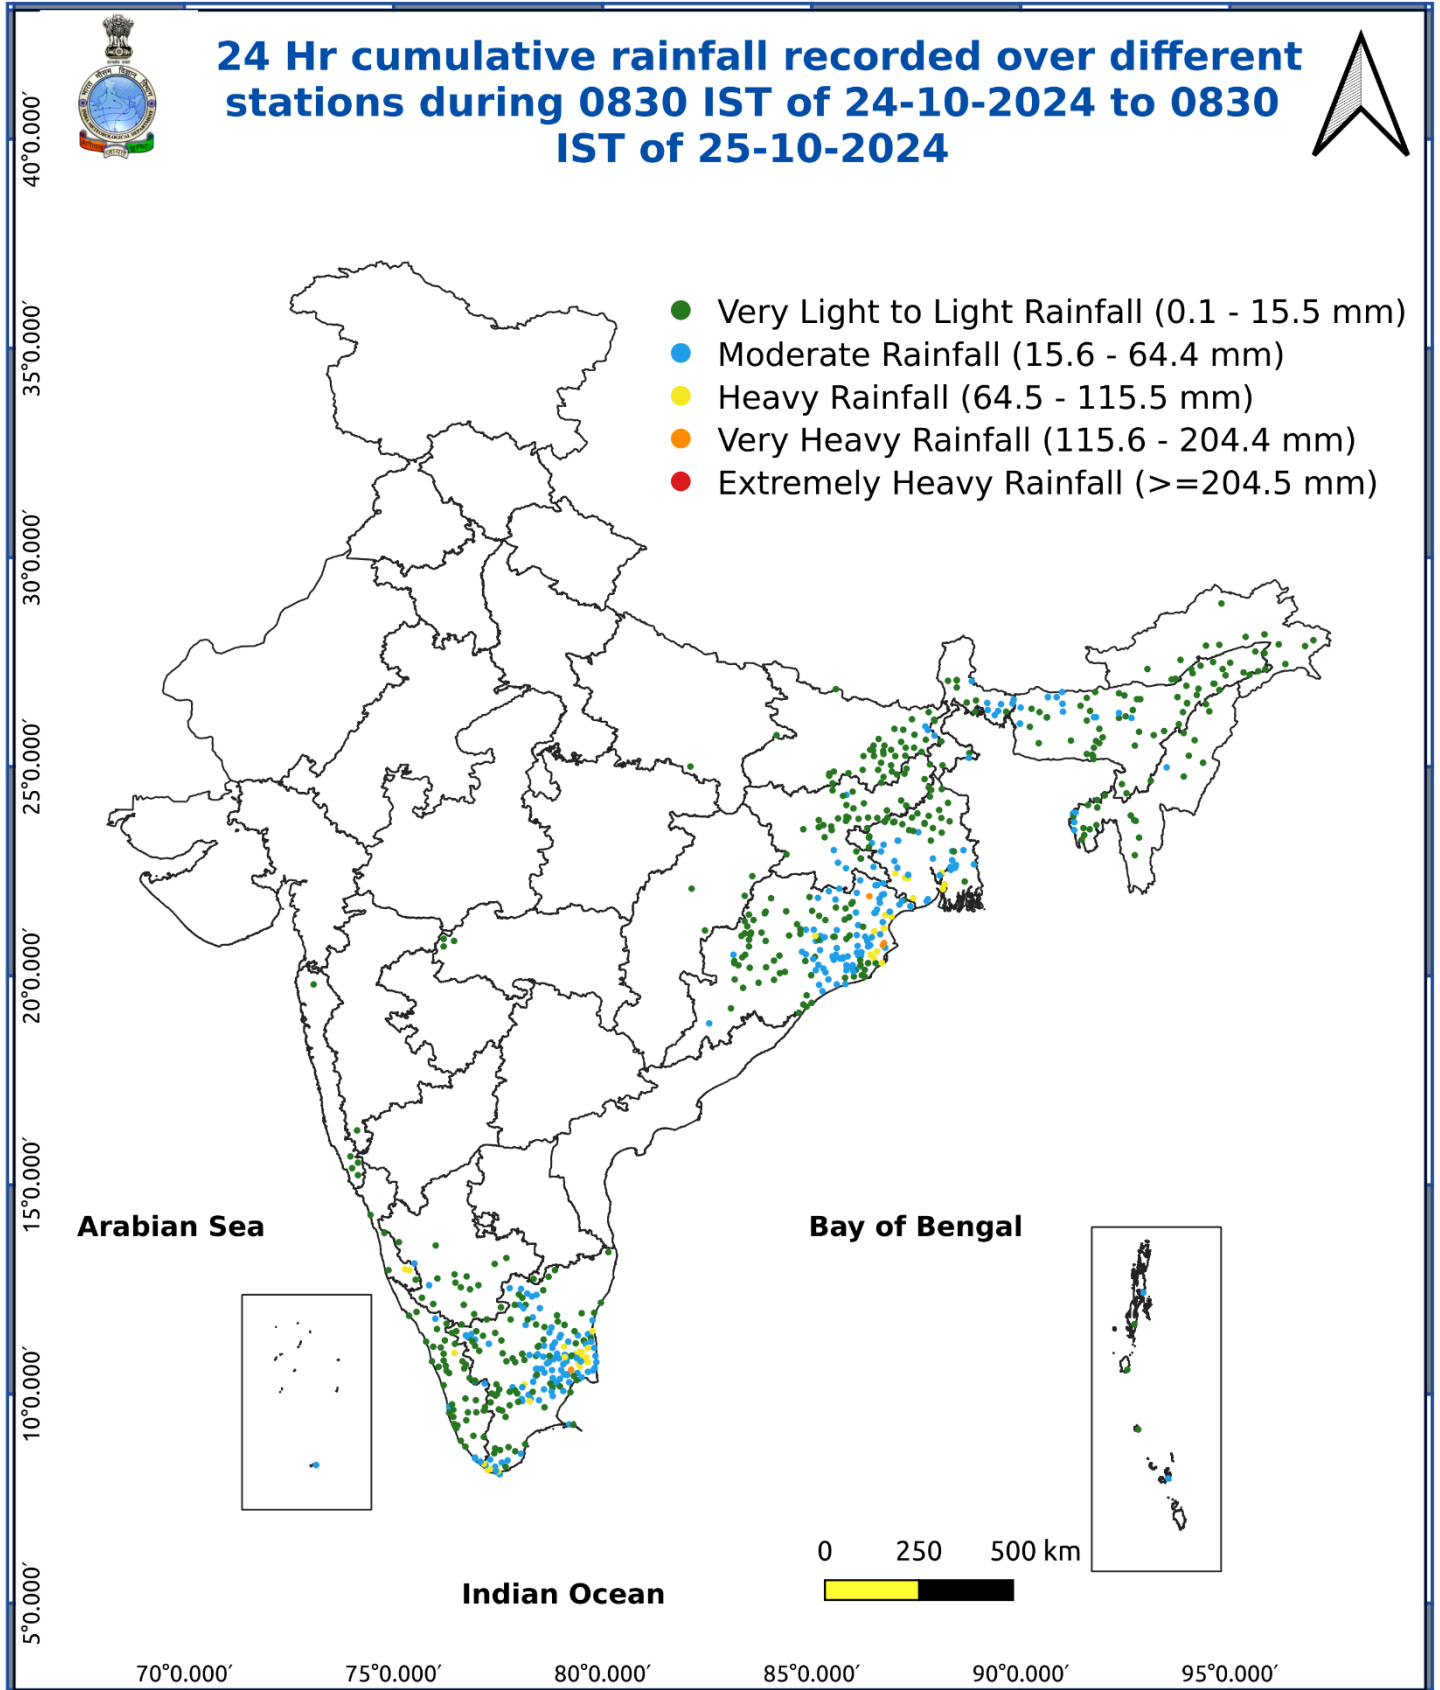 24 Hr cumulative rainfall recorded over different
stations during 0830 IST of 24-10-2024 to 0830
IST of 25-10-2024
Very Light to Light Rainfall (0.1 - 15.5 mm)
Moderate Rainfall (15.6 - 64.4 mm)
Heavy Rainfall (64.5 - 115.5 mm)
Very Heavy Rainfall (115.6 - 204.4 mm)
Extremely Heavy Rainfall (>=204.5 mm)
40°0.000′
35°0.000′
30°0.000′
25°0.000′
20°0.000′
15°0.000′
10°0.000′
5°0.000′
Arabian Sea
Bay of Bengal
Indian Ocean
0 250 500 km
70°0.000′ 75°0.000′ 80°0.000′ 85°0.000′ 90°0.000′ 95°0.000′